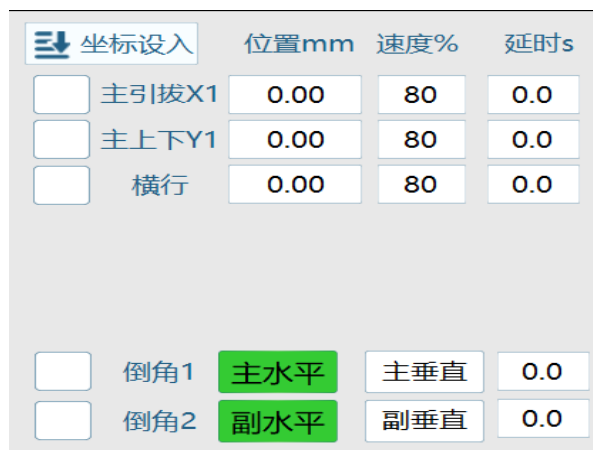 坐标设入 位置mm 速度% 延时s
主引拔X1 0.00 80 0.0
主上下Y1 0.00 80 0.0
横行 0.00 80 0.0
倒角1 主水平 主垂直 0.0
倒角2 副水平 副垂直 0.0